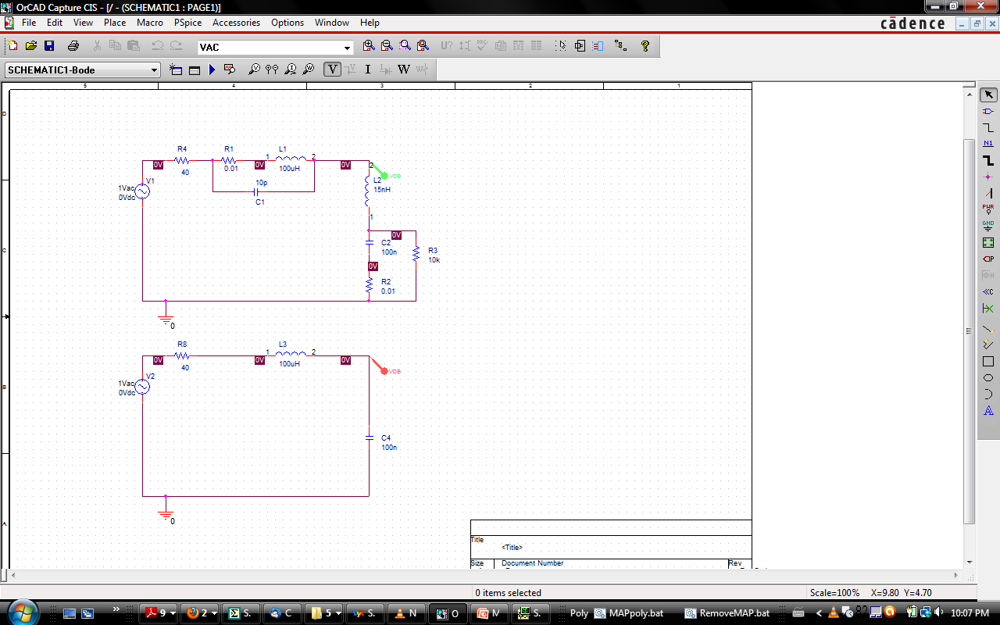 OrCAD Capture CIS - [/ - (SCHEMATIC1 : PAGE1)]
File Edit View Place Macro PSpice Accessories Options Window Help
cādence
VAC
U?
DRC
SCHEMATIC1-Bode
V I W
5 4 3 2 1
D
C
B
A
R4
40
R1
0.01
L1
1 2
100uH
10p
C1
0V 0V 0V
V1
1Vac
0Vdc
2
VDB
L2
15nH
1
0V
C2
100n
R3
10k
0V
R2
0.01
0
R8
40
L3
1 2
100uH
0V 0V 0V
V2
1Vac
0Vdc
VDB
C4
100n
0
Title
<Title>
Size Document Number Rev
N1
PWR
GND
0 items selected
Scale=100% X=9.80 Y=4.70
9 2 S. C 5 S. N O M S. Poly MAPpoly.bat RemoveMAP.bat 10:07 PM